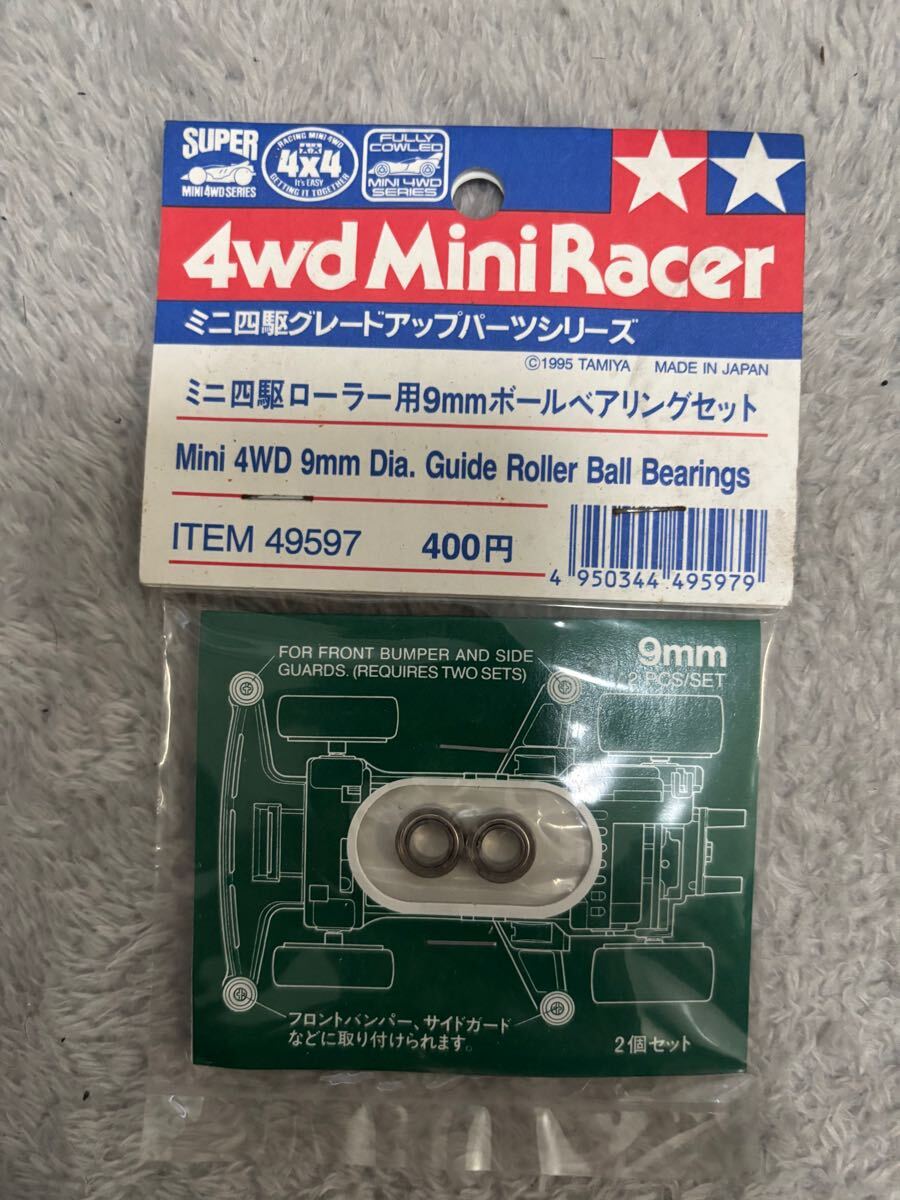 SUPER
MINI 4WD SERIES
RACING MINI 4WD
4x4
It's EASY
GETTING IT TOGETHER
FULLY
COWLED
MINI 4WD
SERIES
4wd Mini Racer
ミニ四駆グレードアップパーツシリーズ
©1995 TAMIYA MADE IN JAPAN
ミニ四駆ローラー用9mmボールベアリングセット
Mini 4WD 9mm Dia. Guide Roller Ball Bearings
ITEM 49597 400円
4 950344 495979
FOR FRONT BUMPER AND SIDE
GUARDS. (REQUIRES TWO SETS)
9mm
2 PCS/SET
フロントバンパー、サイドガード
などに取り付けられます。
2個セット